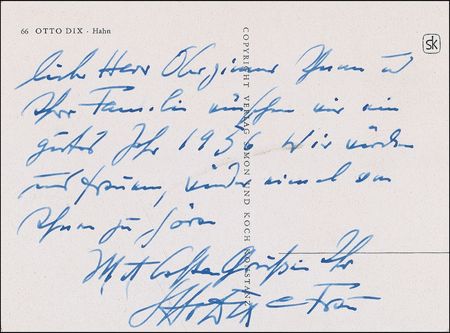 66 OTTO DIX · Hahn
sk
COPYRIGHT VERLAG SIMON UND KOCH KONSTANZ
Herr Ihnen u
Ihrer Familie wünschen wir ein
gutes Jahr 1956 Wir würden
uns freuen, wieder einmal von
Ihnen zu hören
Mit besten Grüßen Ihr
Otto Dix u Frau